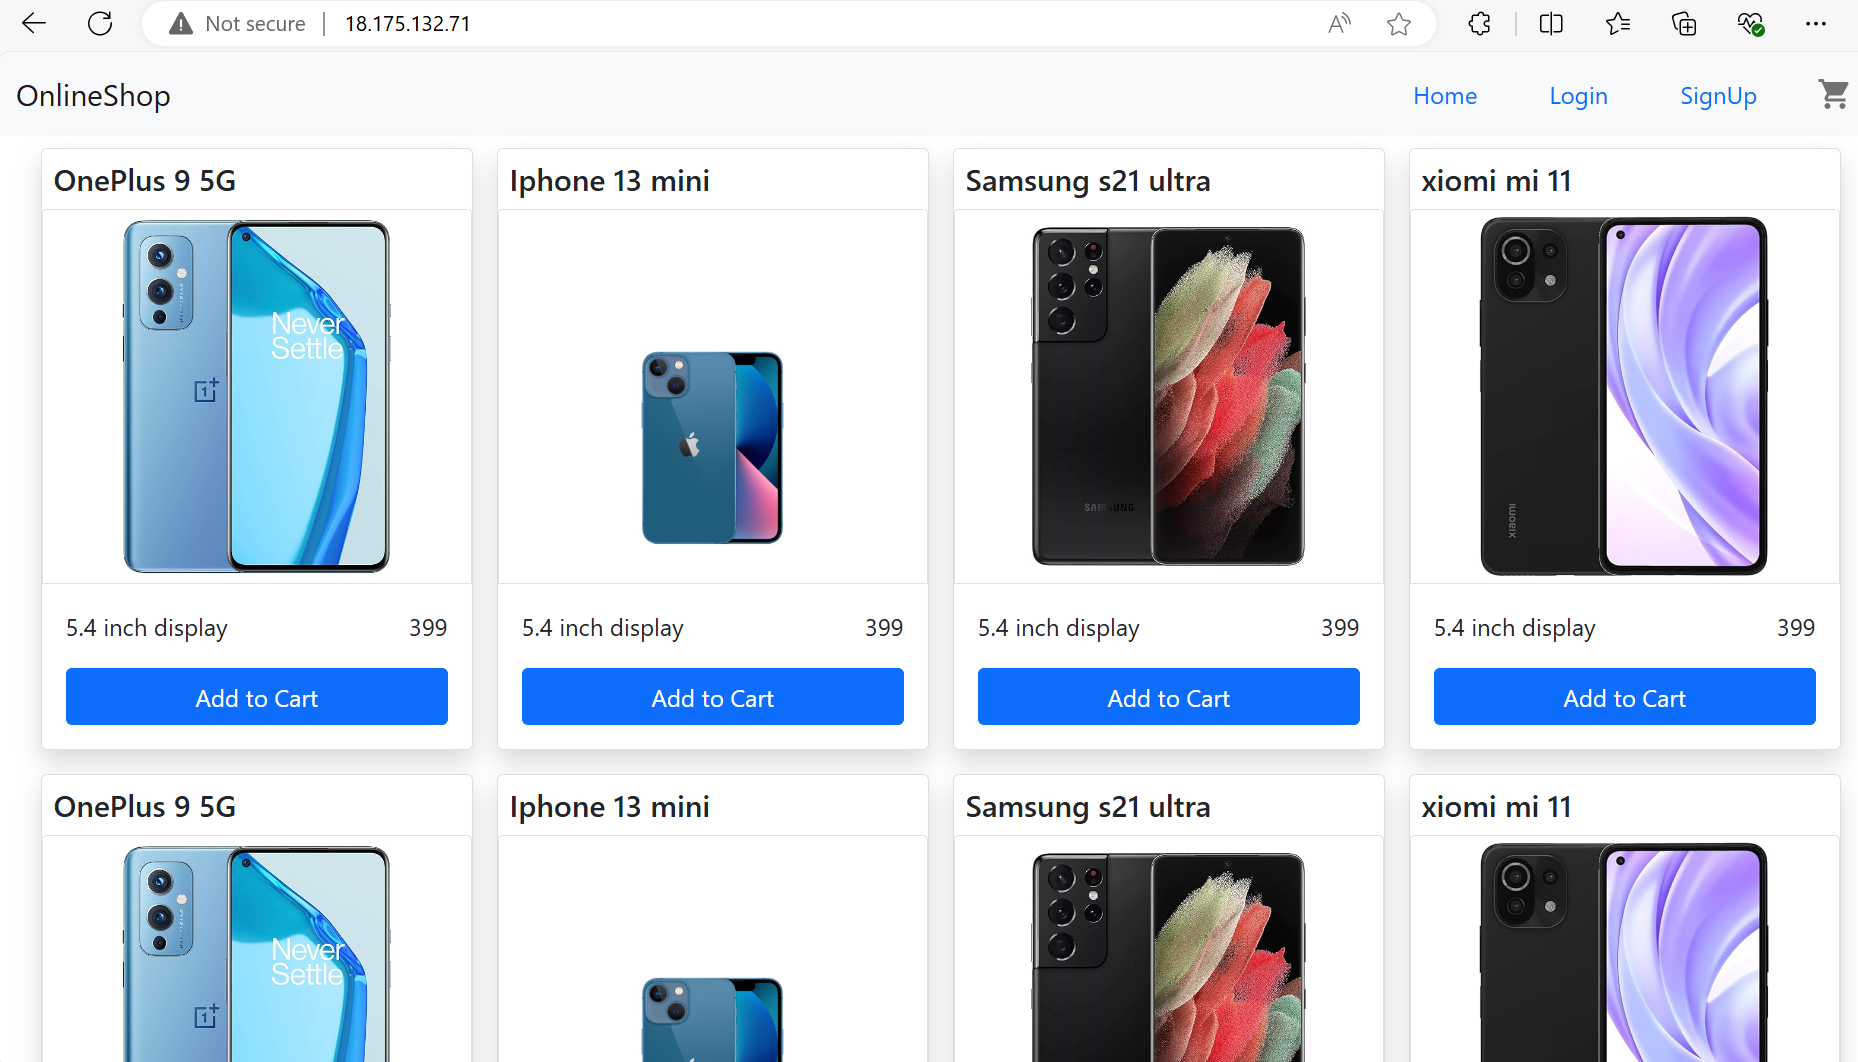 Not secure 18.175.132.71
OnlineShop Home Login SignUp
OnePlus 9 5G
Iphone 13 mini
Samsung s21 ultra
xiomi mi 11
Never
Settle
SAMSUNG
xiaomi
5.4 inch display 399
5.4 inch display 399
5.4 inch display 399
5.4 inch display 399
Add to Cart
Add to Cart
Add to Cart
Add to Cart
OnePlus 9 5G
Iphone 13 mini
Samsung s21 ultra
xiomi mi 11
Never
Settle